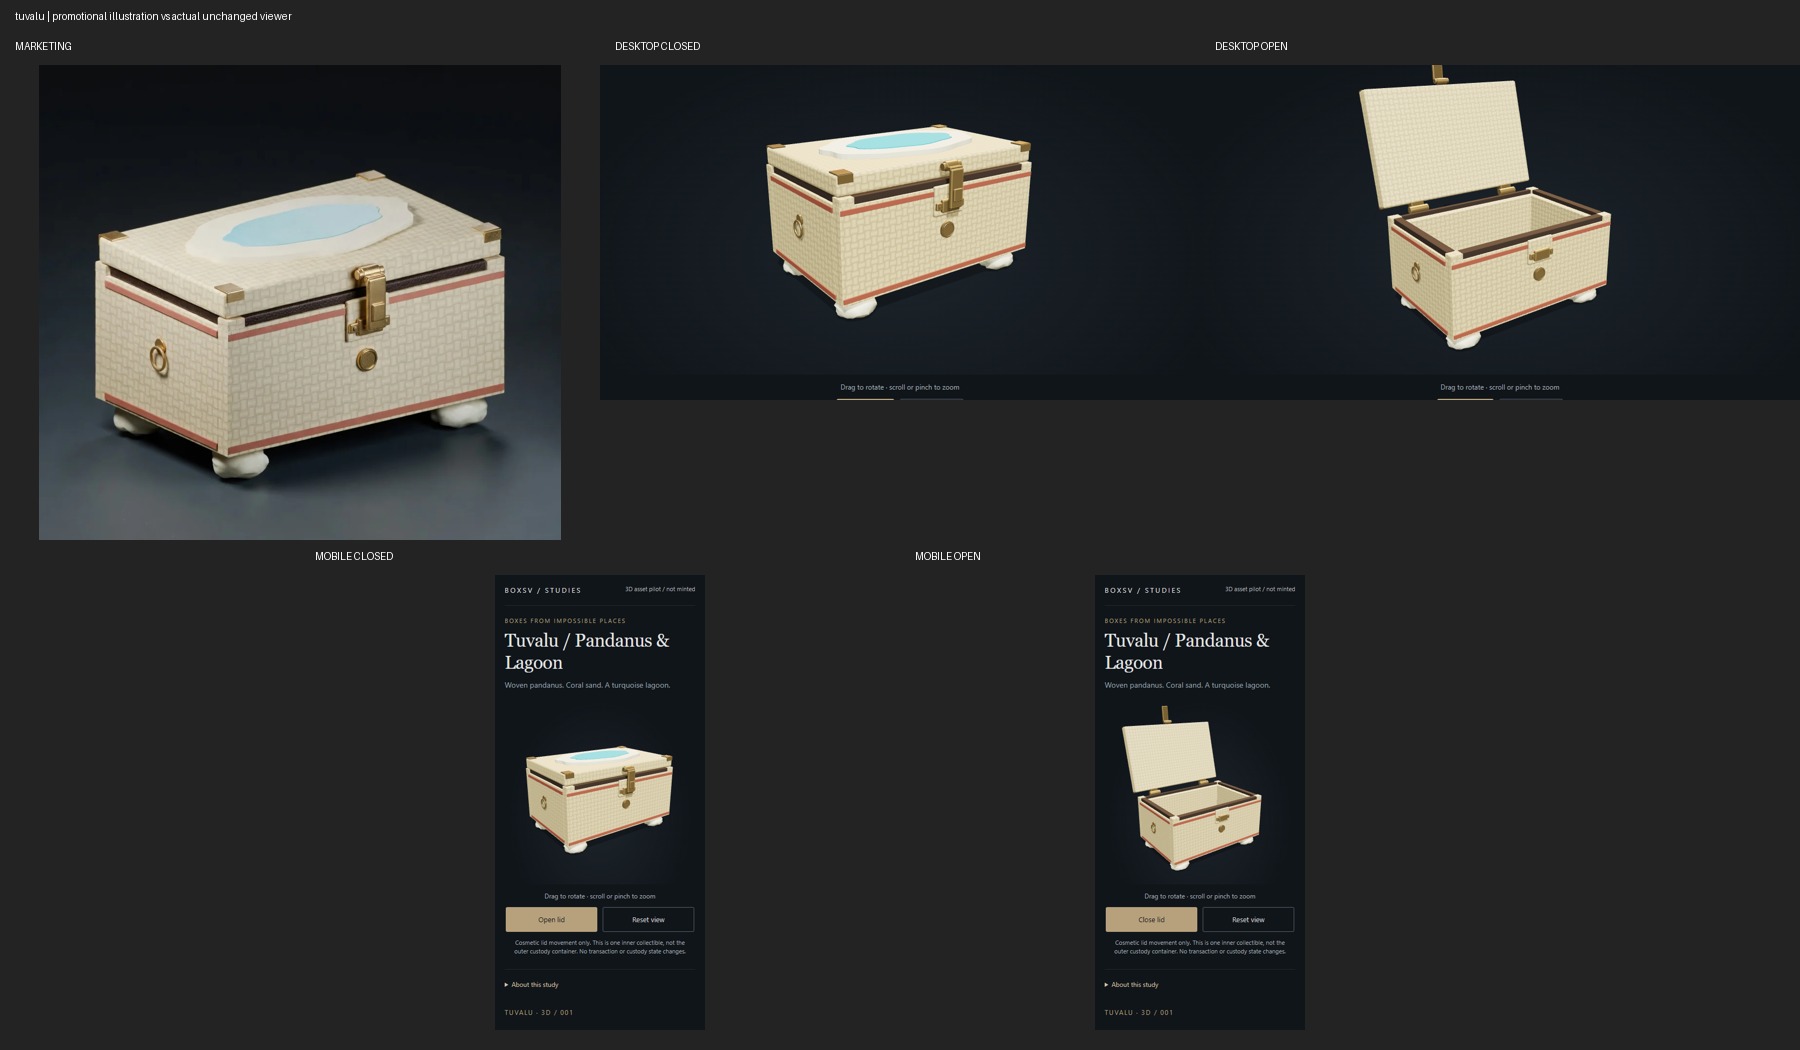 tuvalu | promotional illustration vs actual unchanged viewer
MARKETING
DESKTOP CLOSED
DESKTOP OPEN
Drag to rotate · scroll or pinch to zoom
Drag to rotate · scroll or pinch to zoom
MOBILE CLOSED
MOBILE OPEN
BOXSV / STUDIES
3D asset pilot / not minted
BOXES FROM IMPOSSIBLE PLACES
Tuvalu / Pandanus &
Lagoon
Woven pandanus. Coral sand. A turquoise lagoon.
Drag to rotate · scroll or pinch to zoom
Open lid
Reset view
Cosmetic lid movement only. This is one inner collectible, not the
outer custody container. No transaction or custody state changes.
▸ About this study
TUVALU · 3D / 001
BOXSV / STUDIES
3D asset pilot / not minted
BOXES FROM IMPOSSIBLE PLACES
Tuvalu / Pandanus &
Lagoon
Woven pandanus. Coral sand. A turquoise lagoon.
Drag to rotate · scroll or pinch to zoom
Close lid
Reset view
Cosmetic lid movement only. This is one inner collectible, not the
outer custody container. No transaction or custody state changes.
▸ About this study
TUVALU · 3D / 001